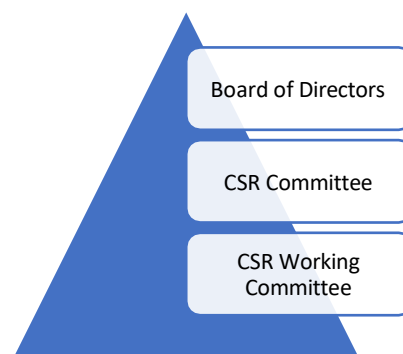 Board of Directors
CSR Committee
CSR Working
Committee